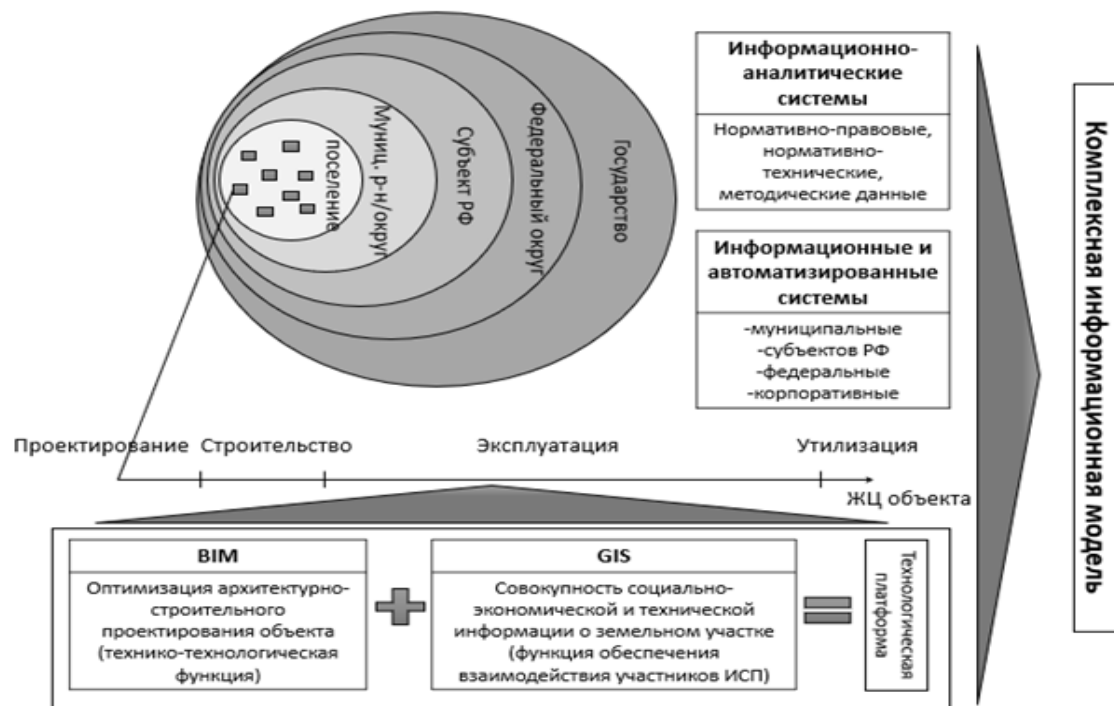 поселение
Муниц. р-н/округ
Субъект РФ
Федеральный округ
Государство
Информационно-
аналитические
системы
Нормативно-правовые,
нормативно-
технические,
методические данные
Информационные и
автоматизированные
системы
-муниципальные
-субъектов РФ
-федеральные
-корпоративные
Комплексная информационная модель
Проектирование
Строительство
Эксплуатация
Утилизация
ЖЦ объекта
BIM
Оптимизация архитектурно-
строительного
проектирования объекта
(технико-технологическая
функция)
GIS
Совокупность социально-
экономической и технической
информации о земельном участке
(функция обеспечения
взаимодействия участников ИСП)
Технологическая
платформа